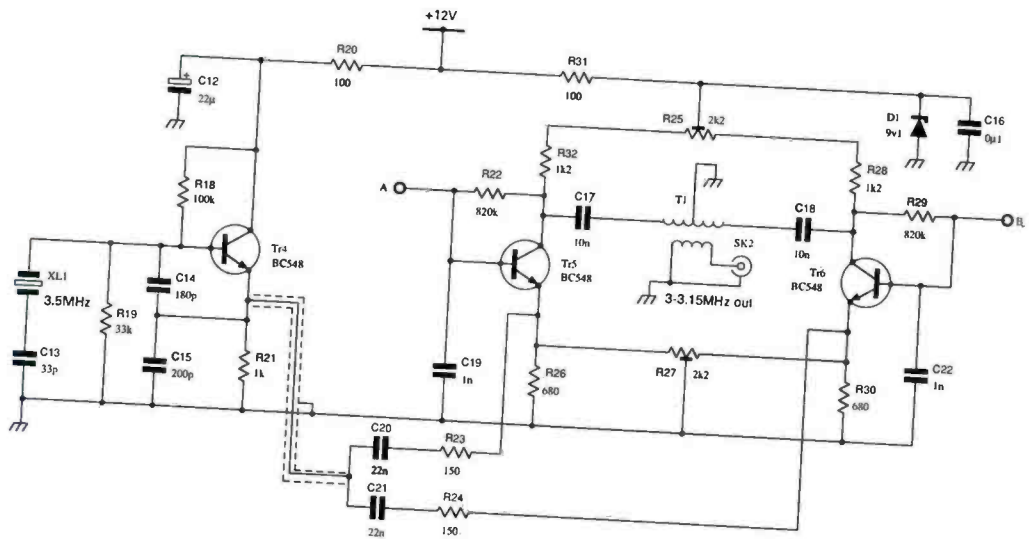 +12V
R20
100
R31
100
C12
22µ
+
R25
2k2
D1
9v1
C16
0µ1
R32
1k2
R28
1k2
R18
100k
A
R22
820k
T1
C17
10n
C18
10n
R29
820k
B
Tr4
BC548
SK2
Tr5
BC548
Tr6
BC548
3-3.15MHz out
XL1
3.5MHz
C14
180p
R19
33k
C13
33p
C15
200p
R21
1k
C19
1n
R26
680
R27
2k2
R30
680
C22
1n
C20
22n
R23
150
C21
22n
R24
150